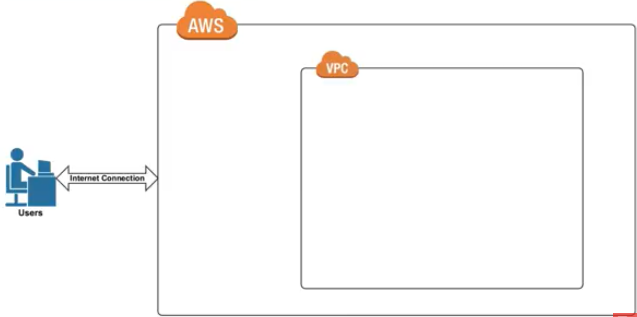 AWS
VPC
Internet Connection
Users